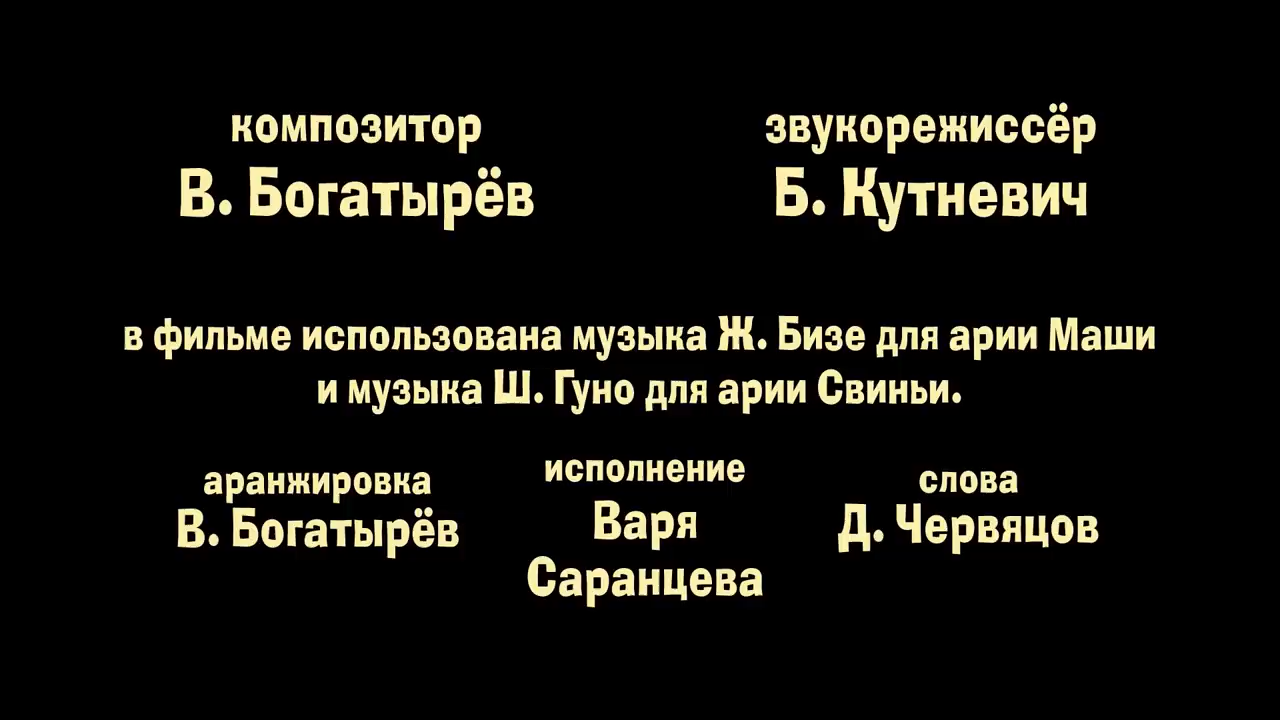 композитор
В. Богатырёв
звукорежиссёр
Б. Кутневич
в фильме использована музыка Ж. Бизе для арии Маши
и музыка Ш. Гуно для арии Свиньи.
аранжировка
В. Богатырёв
исполнение
Варя
Саранцева
слова
Д. Червяцов